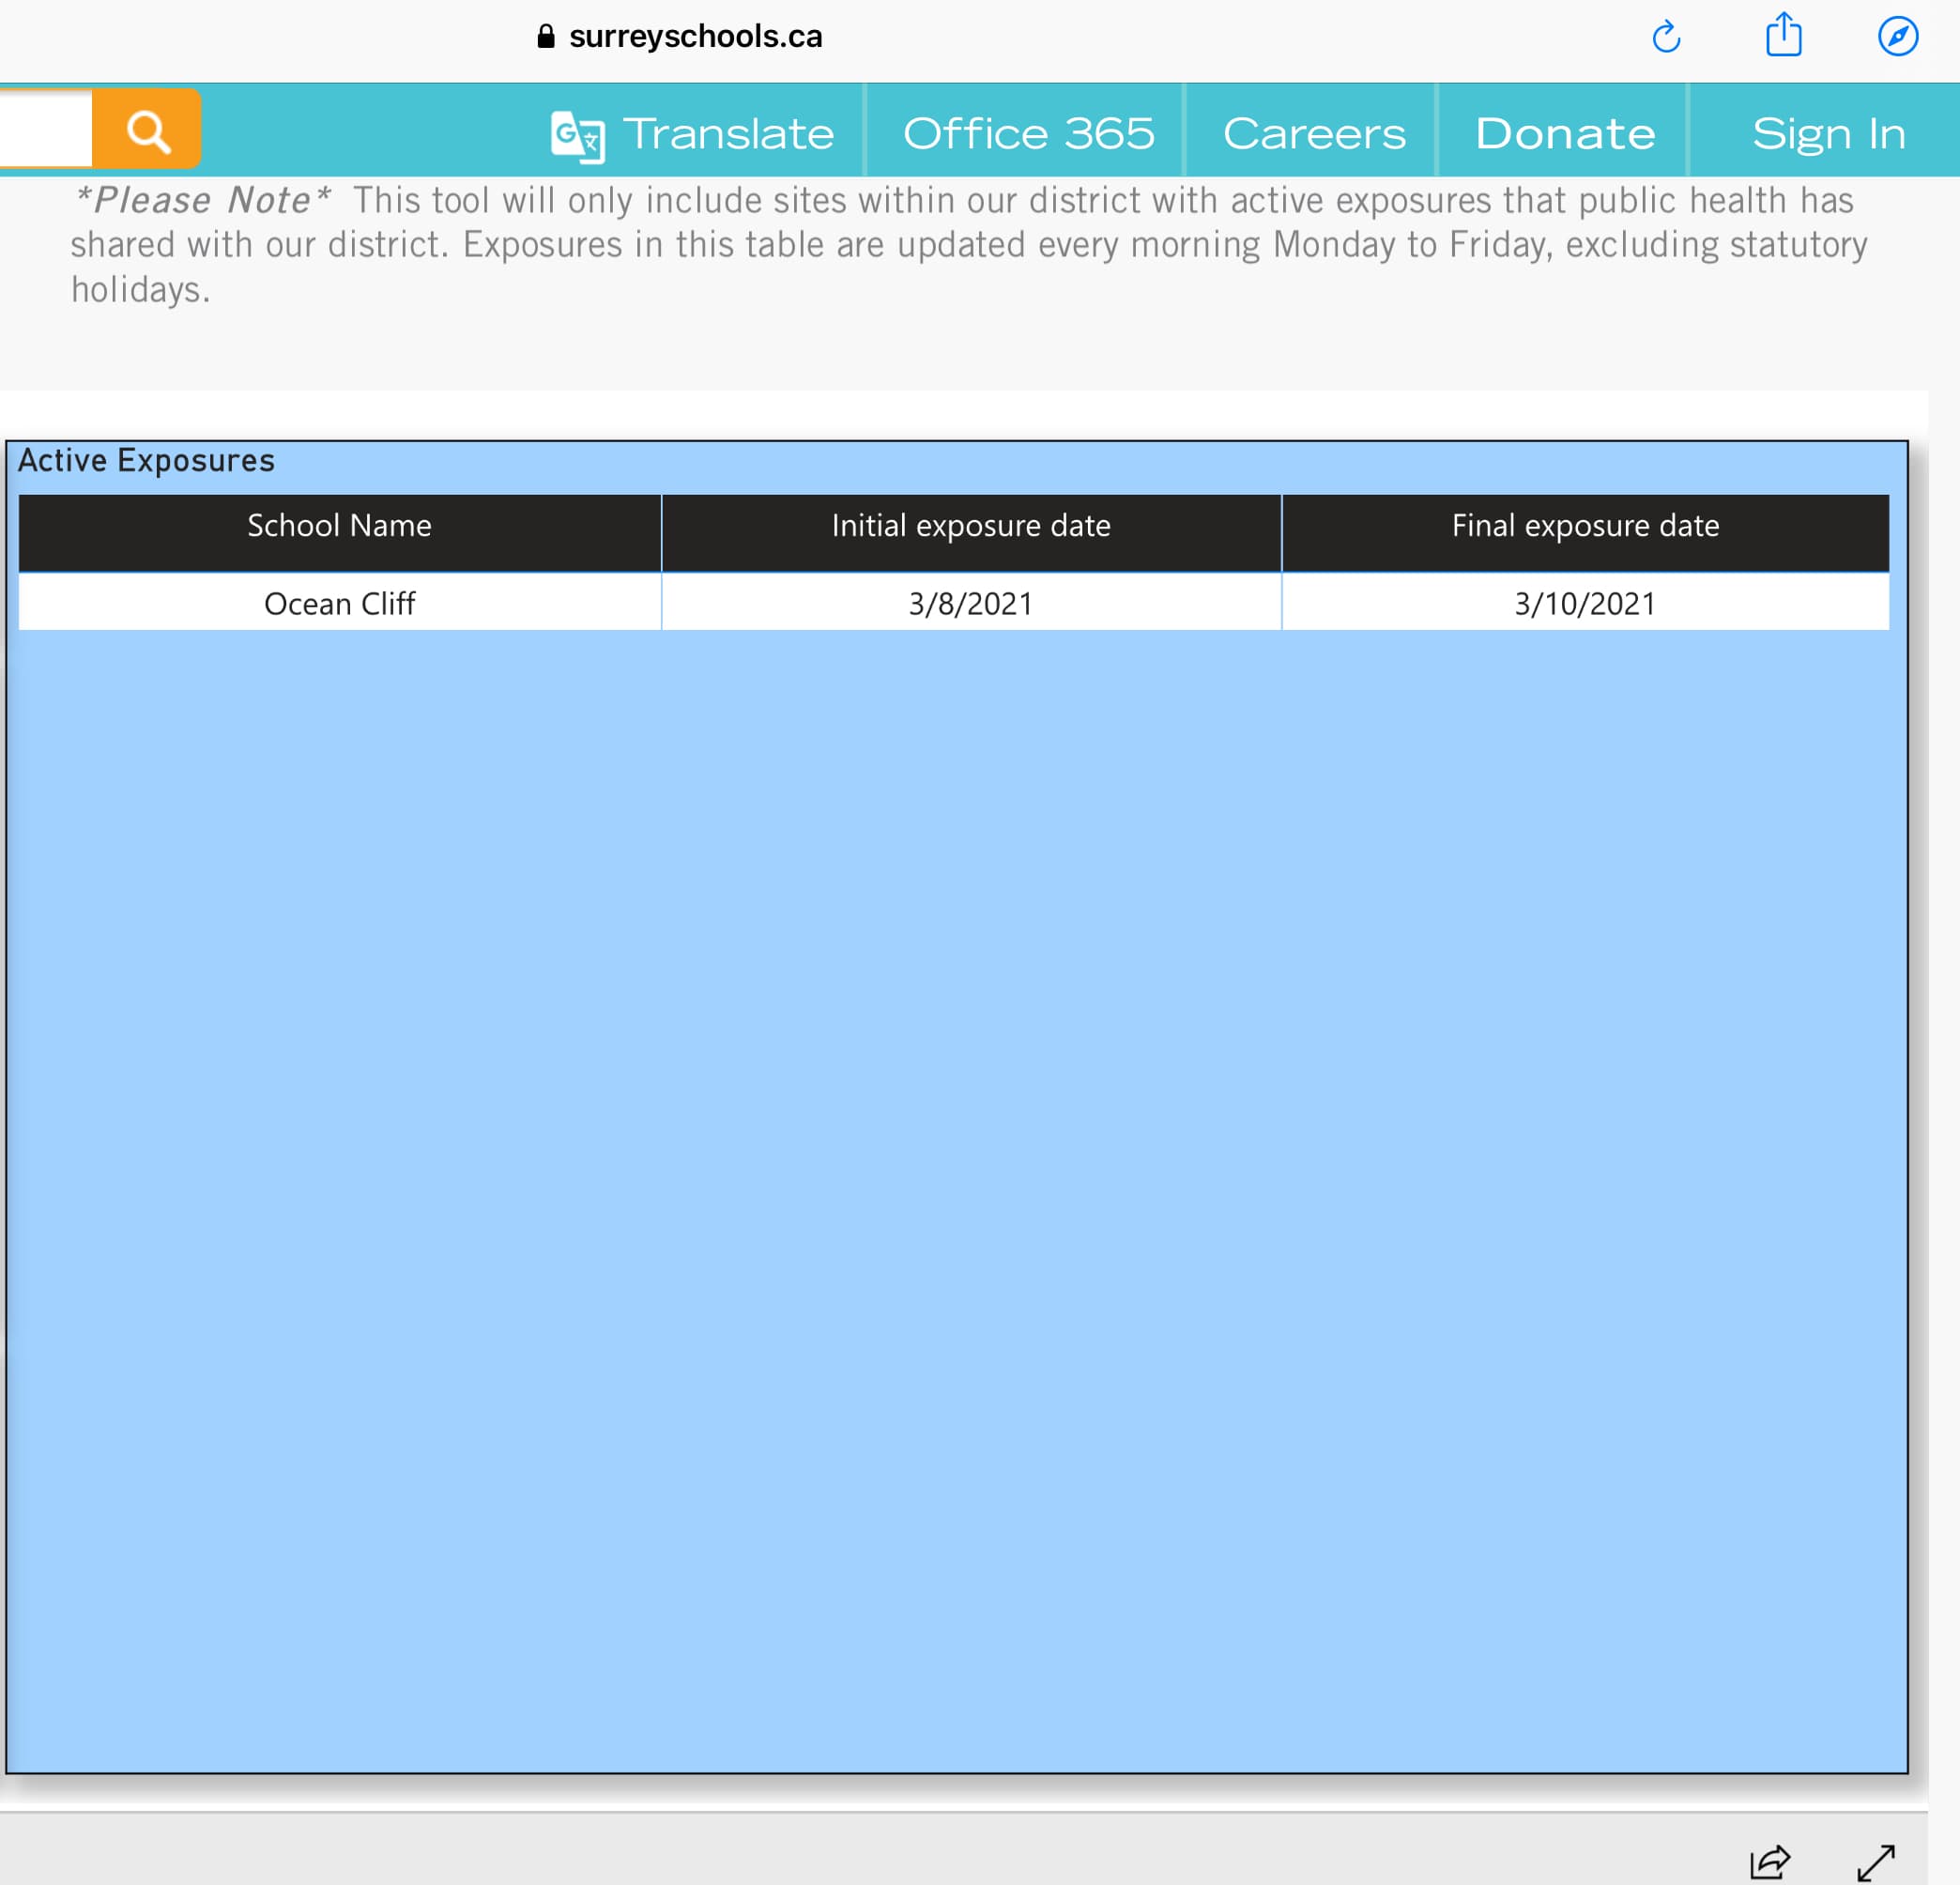 surreyschools.ca
Translate Office 365 Careers Donate Sign In
*Please Note* This tool will only include sites within our district with active exposures that public health has
shared with our district. Exposures in this table are updated every morning Monday to Friday, excluding statutory
holidays.
Active Exposures
School Name Initial exposure date Final exposure date
Ocean Cliff 3/8/2021 3/10/2021